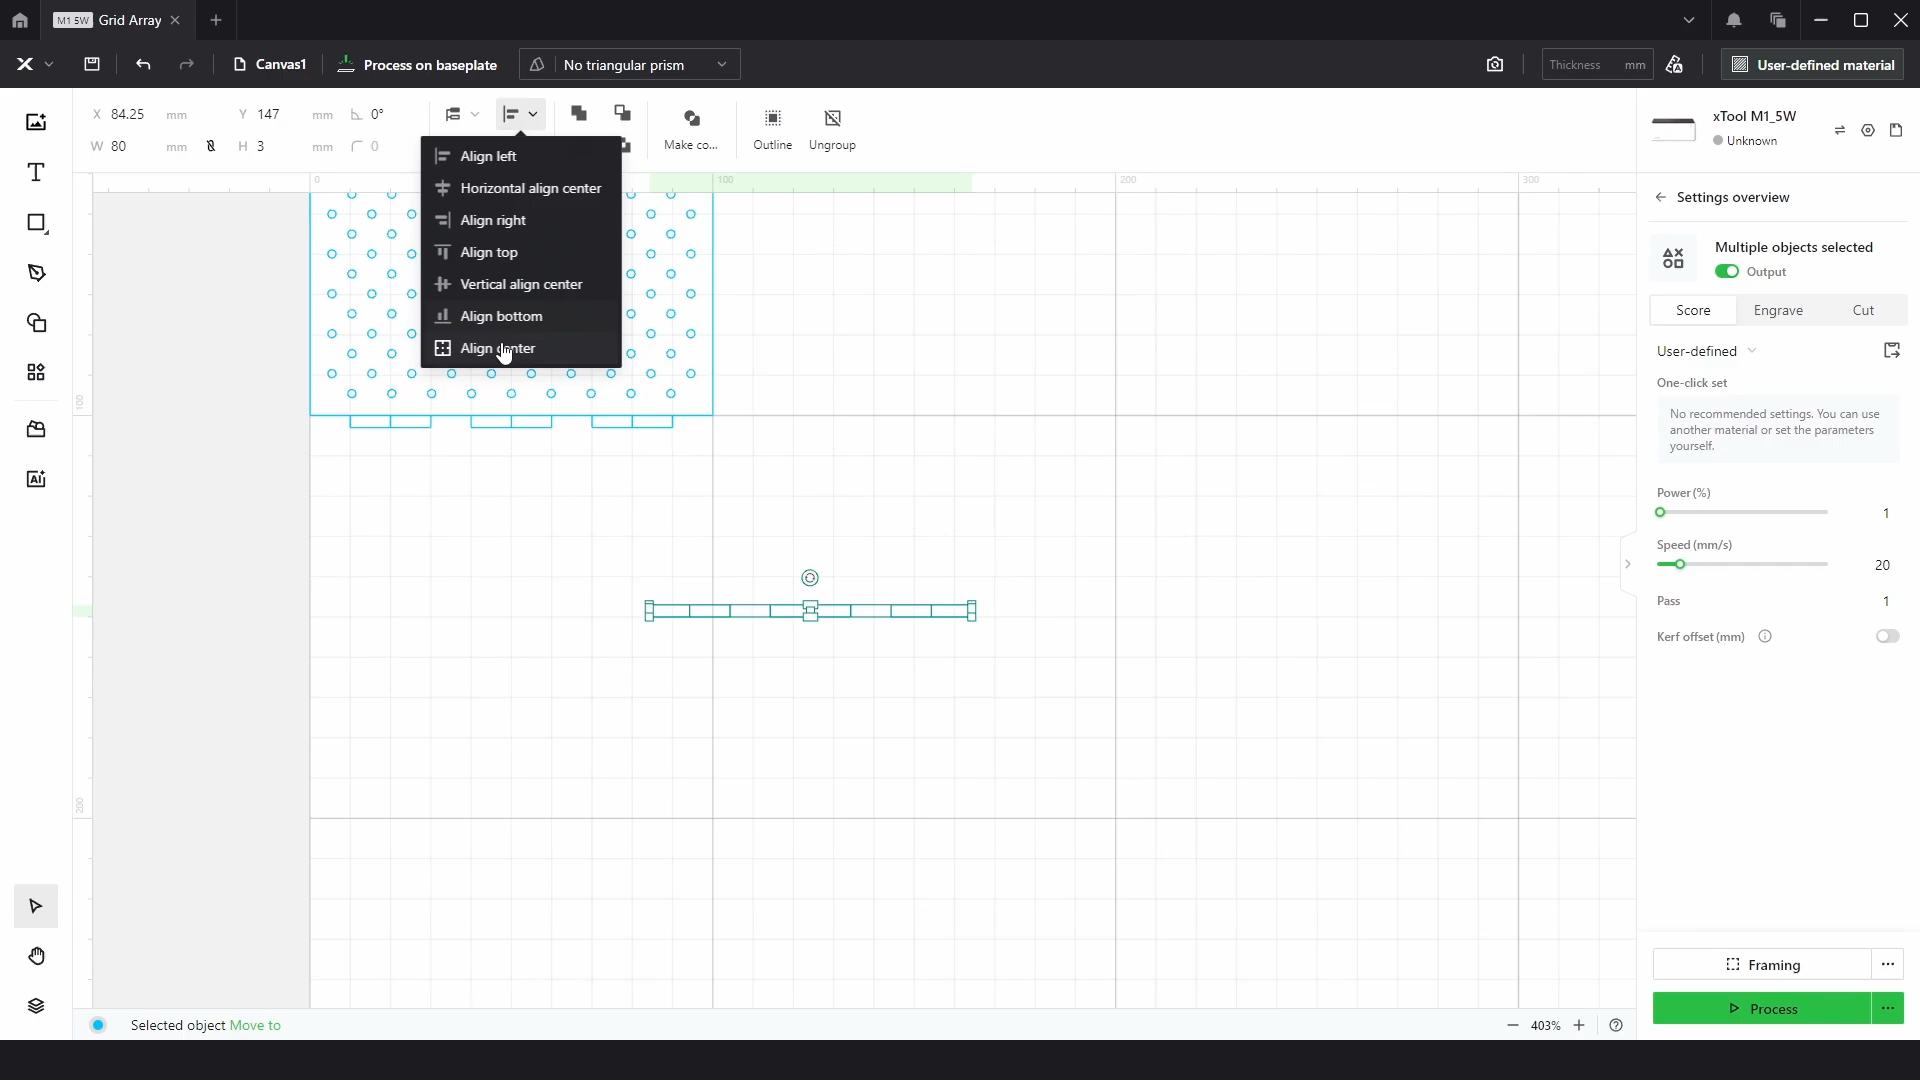 M1 5W Grid Array
Canvas1
Process on baseplate
No triangular prism
Thickness mm
User-defined material
X 84.25 mm Y 147 mm 0°
W 80 mm H 3 mm 0
Make co...
Outline
Ungroup
Align left
Horizontal align center
Align right
Align top
Vertical align center
Align bottom
Align center
0 100 200 300
100
200
xTool M1_5W
Unknown
Settings overview
Multiple objects selected
Output
Score Engrave Cut
User-defined
One-click set
No recommended settings. You can use
another material or set the parameters
yourself.
Power(%)
1
Speed (mm/s)
20
Pass 1
Kerf offset (mm)
AI
Framing
Process
Selected object Move to
403%